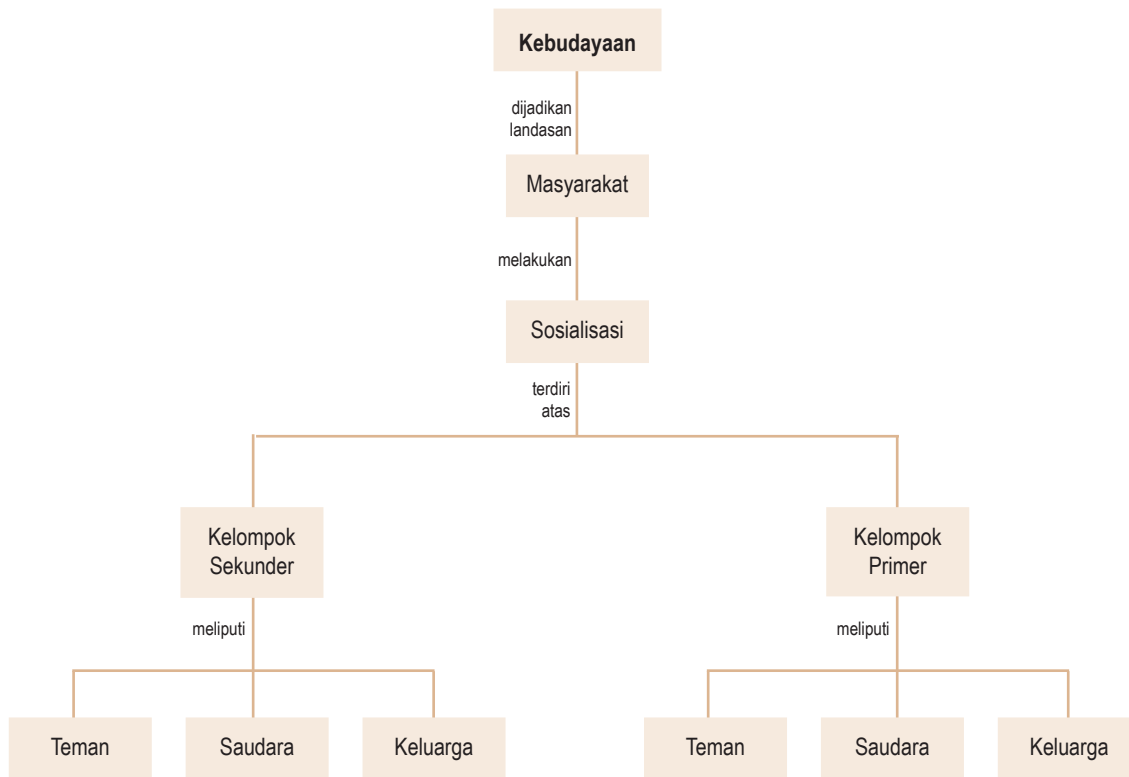 Kebudayaan
dijadikan
landasan
Masyarakat
melakukan
Sosialisasi
terdiri
atas
Kelompok
Sekunder
Kelompok
Primer
meliputi
meliputi
Teman
Saudara
Keluarga
Teman
Saudara
Keluarga